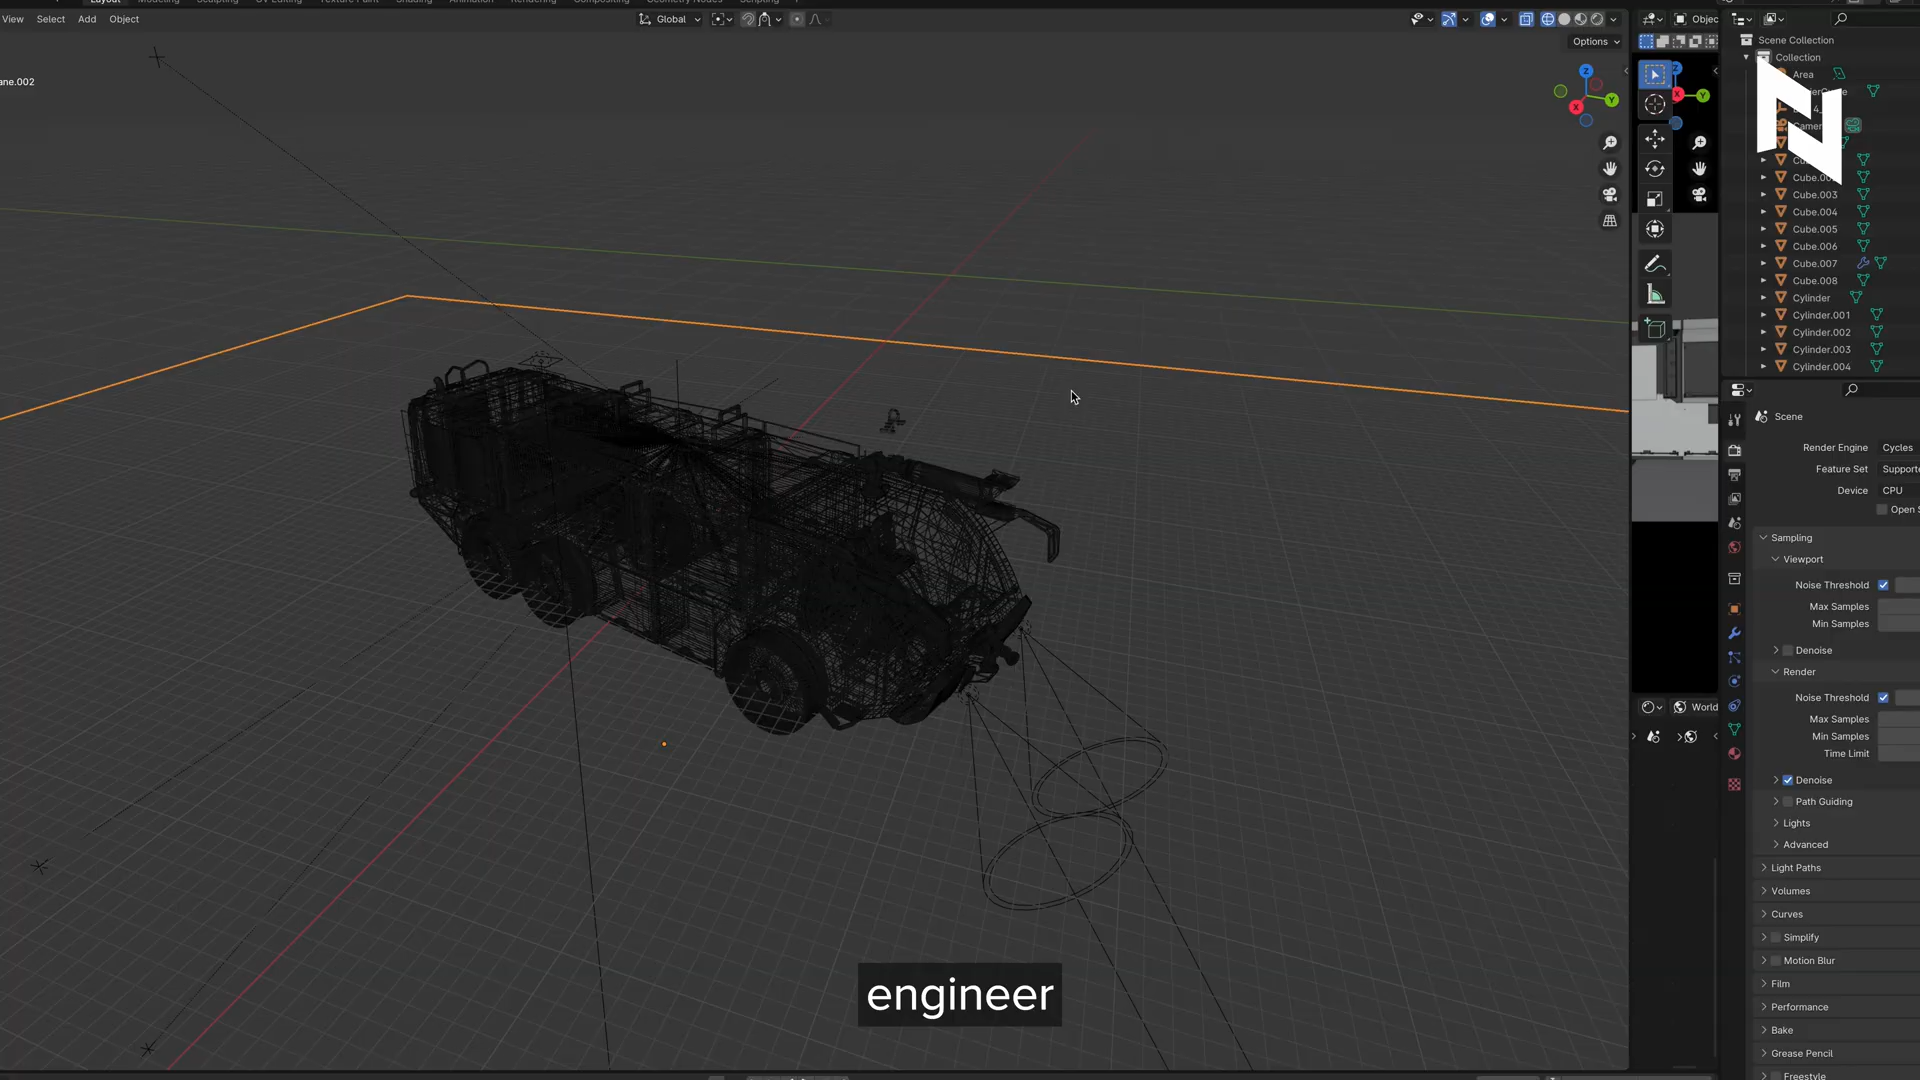 View Select Add Object
Global
Options
ane.002
engineer
Objec
World
Scene Collection
Collection
Area
Cube.003
Cube.004
Cube.005
Cube.006
Cube.007
Cube.008
Cylinder
Cylinder.001
Cylinder.002
Cylinder.003
Cylinder.004
Scene
Render Engine Cycles
Feature Set Supporte
Device CPU
Open S
Sampling
Viewport
Noise Threshold
Max Samples
Min Samples
Denoise
Render
Noise Threshold
Max Samples
Min Samples
Time Limit
Denoise
Path Guiding
Lights
Advanced
Light Paths
Volumes
Curves
Simplify
Motion Blur
Film
Performance
Bake
Grease Pencil
Freestyle